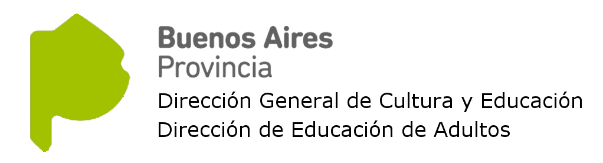 Buenos Aires
Provincia
Dirección General de Cultura y Educación
Dirección de Educación de Adultos